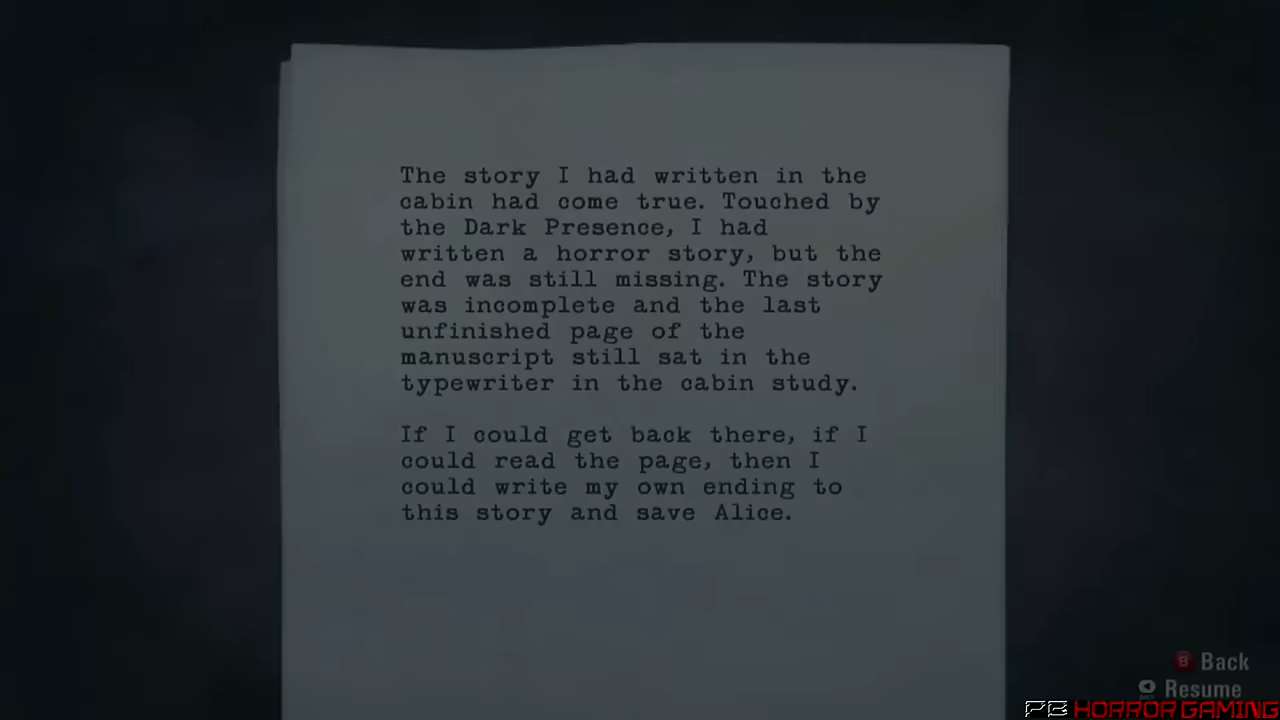 The story I had written in the
cabin had come true. Touched by
the Dark Presence, I had
written a horror story, but the
end was still missing. The story
was incomplete and the last
unfinished page of the
manuscript still sat in the
typewriter in the cabin study.
If I could get back there, if I
could read the page, then I
could write my own ending to
this story and save Alice.
B Back
Resume
HORROR GAMING